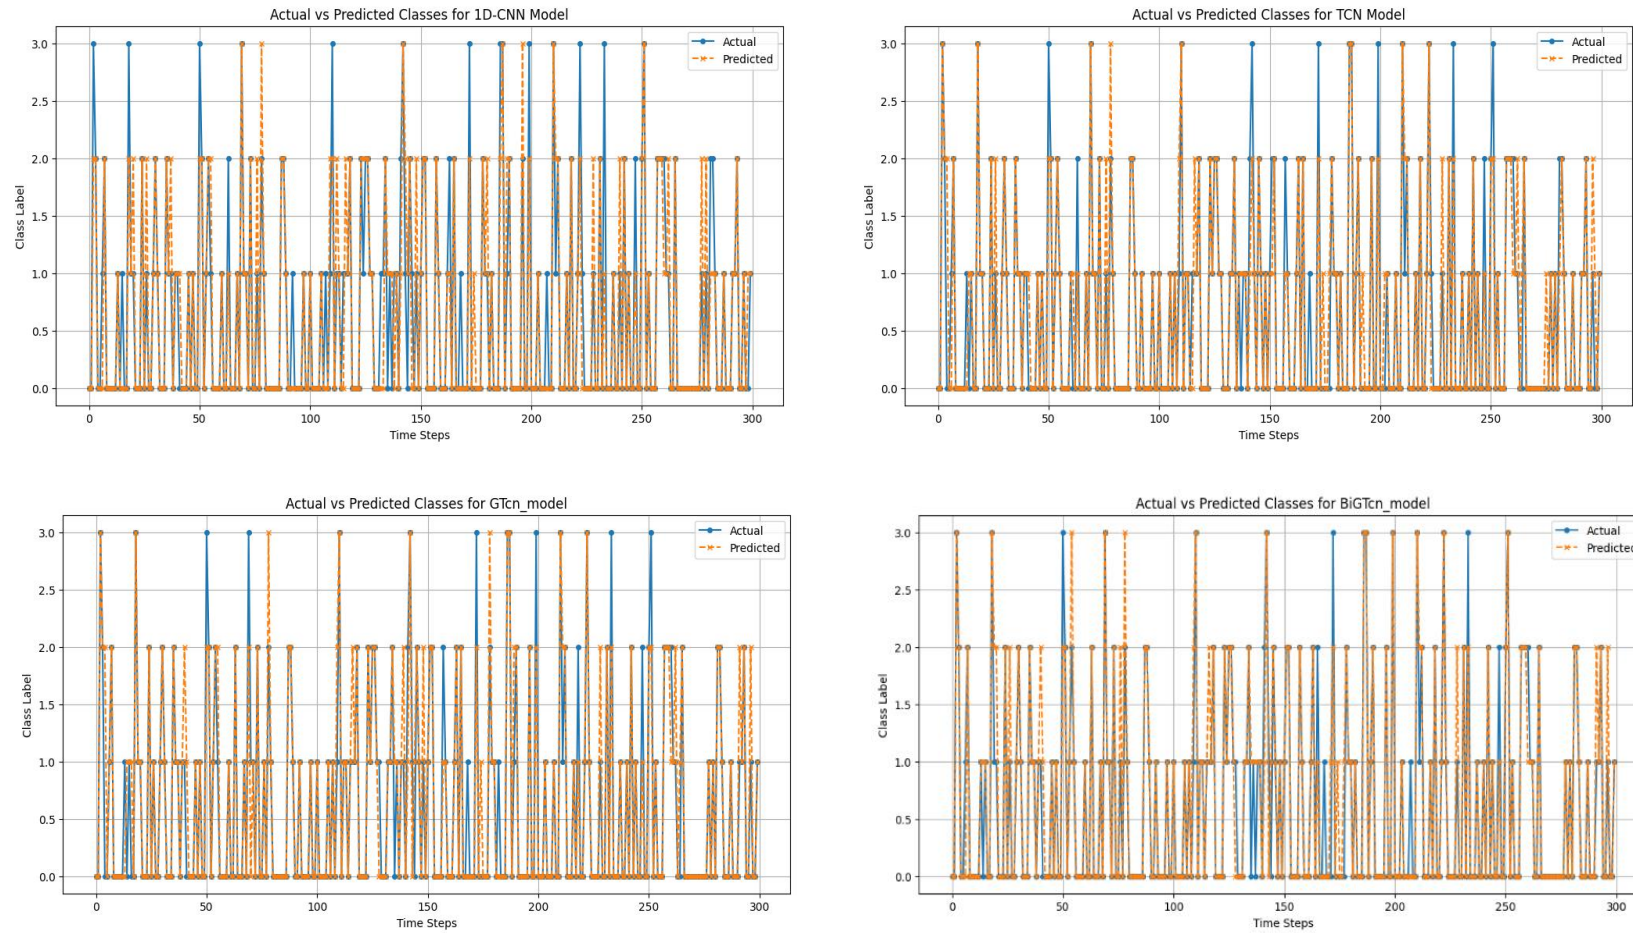 Actual vs Predicted Classes for 1D-CNN Model
Actual
Predicted
3.0
2.5
2.0
1.5
1.0
0.5
0.0
Class Label
0 50 100 150 200 250 300
Time Steps
Actual vs Predicted Classes for TCN Model
Actual
Predicted
3.0
2.5
2.0
1.5
1.0
0.5
0.0
Class Label
0 50 100 150 200 250 300
Time Steps
Actual vs Predicted Classes for GTcn_model
Actual
Predicted
3.0
2.5
2.0
1.5
1.0
0.5
0.0
Class Label
0 50 100 150 200 250 300
Time Steps
Actual vs Predicted Classes for BiGTcn_model
Actual
Predicted
3.0
2.5
2.0
1.5
1.0
0.5
0.0
Class Label
0 50 100 150 200 250 300
Time Steps